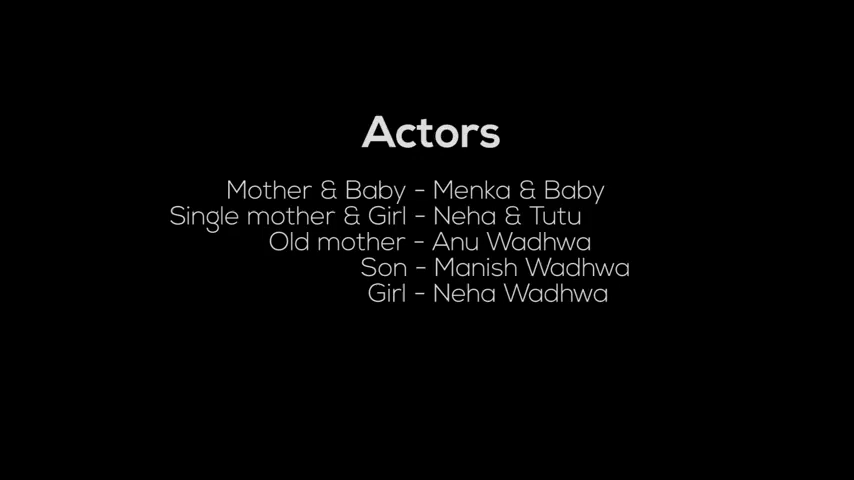 Actors
Mother & Baby - Menka & Baby
Single mother & Girl - Neha & Tutu
Old mother - Anu Wadhwa
Son - Manish Wadhwa
Girl - Neha Wadhwa